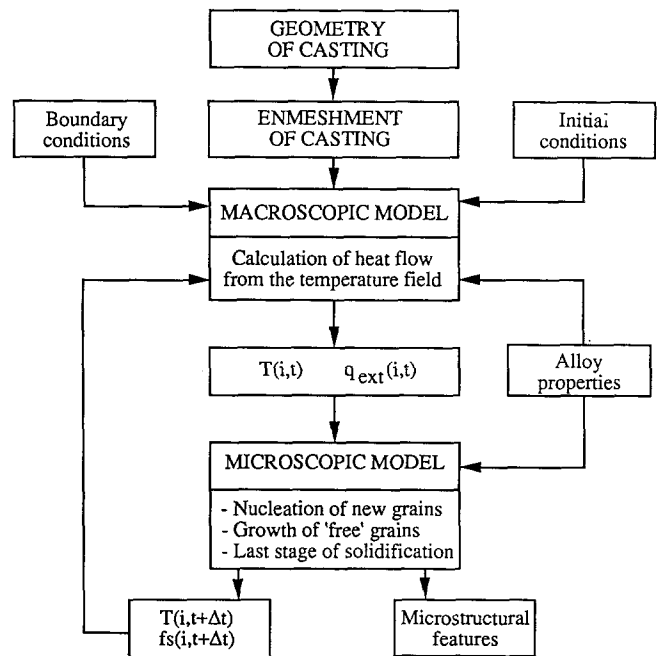 GEOMETRY
OF CASTING
Boundary
conditions
ENMESHMENT
OF CASTING
Initial
conditions
MACROSCOPIC MODEL
Calculation of heat flow
from the temperature field
T(i,t) q_ext(i,t)
Alloy
properties
MICROSCOPIC MODEL
- Nucleation of new grains
- Growth of 'free' grains
- Last stage of solidification
T(i,t+Δt)
fs(i,t+Δt)
Microstructural
features